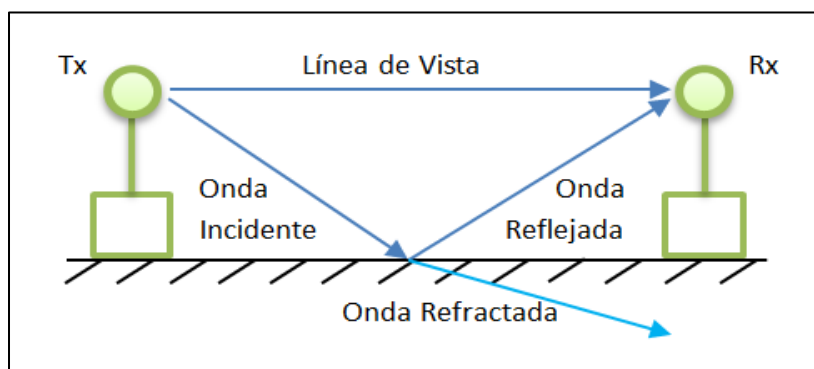 Tx
Línea de Vista
Rx
Onda
Incidente
Onda
Reflejada
Onda Refractada